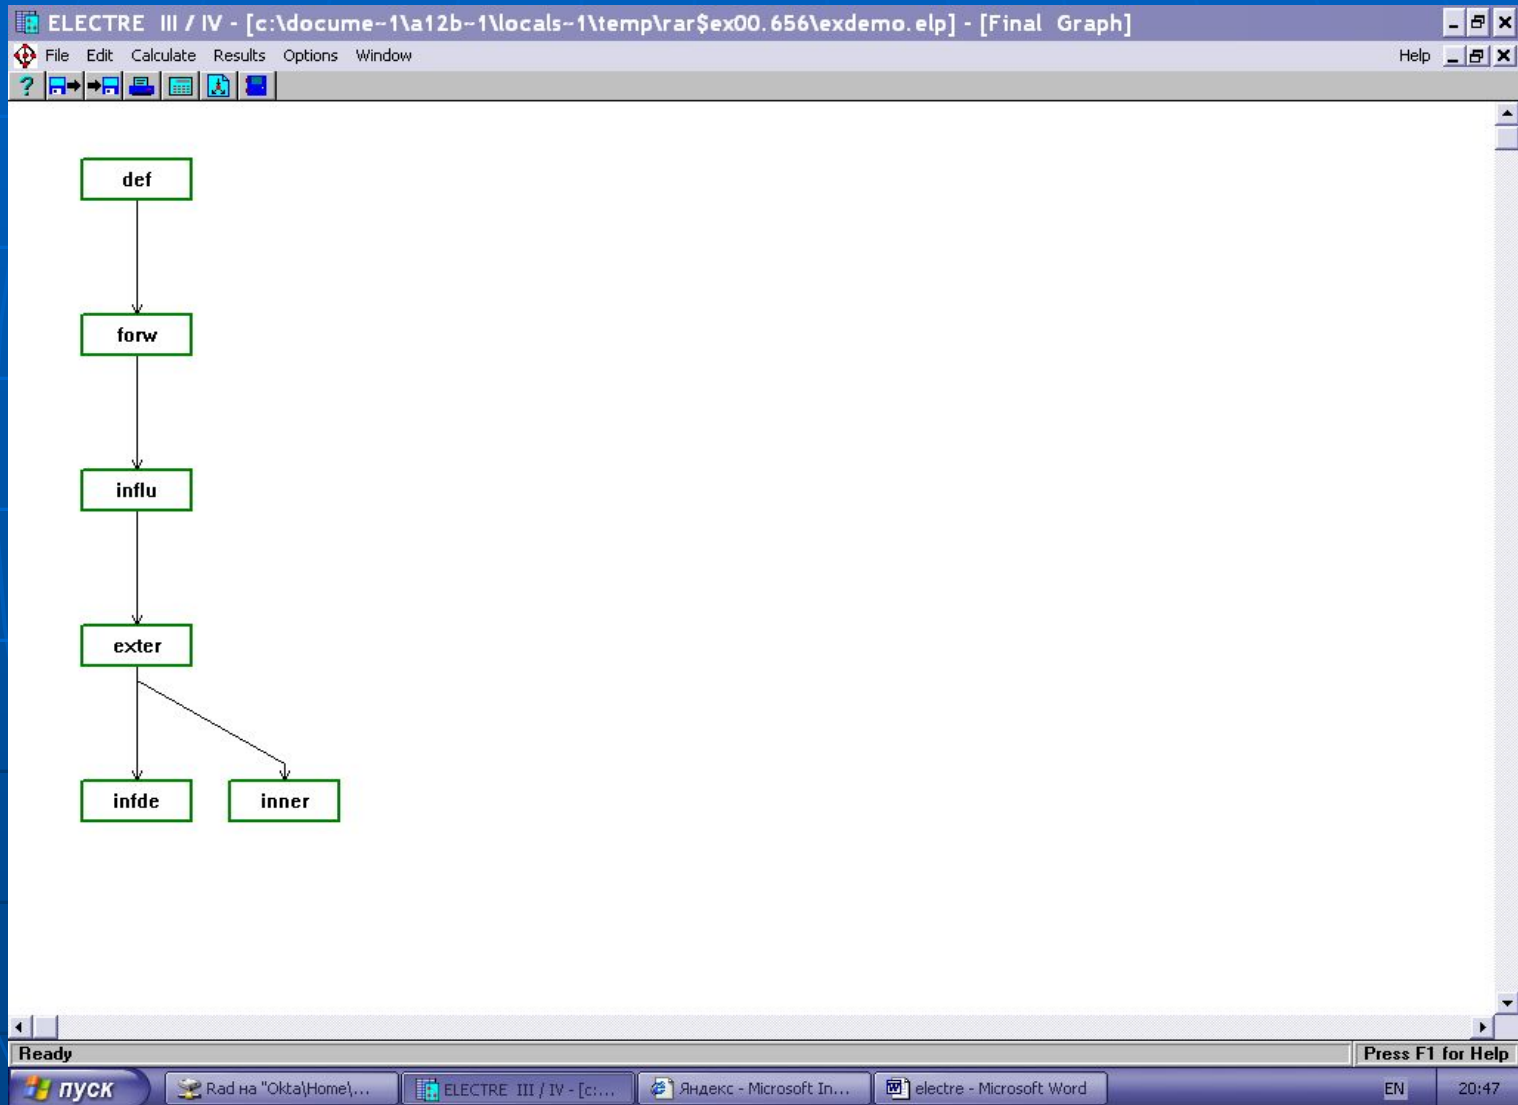 ELECTRE III / IV - [c:\docume~1\a12b~1\locals~1\temp\rar$ex00.656\exdemo.elp] - [Final Graph]
File Edit Calculate Results Options Window Help
?
def
forw
influ
exter
infde inner
Ready Press F1 for Help
пуск Rad на "Okta\Home\... ELECTRE III / IV - [c:... Яндекс - Microsoft In... electre - Microsoft Word EN 20:47